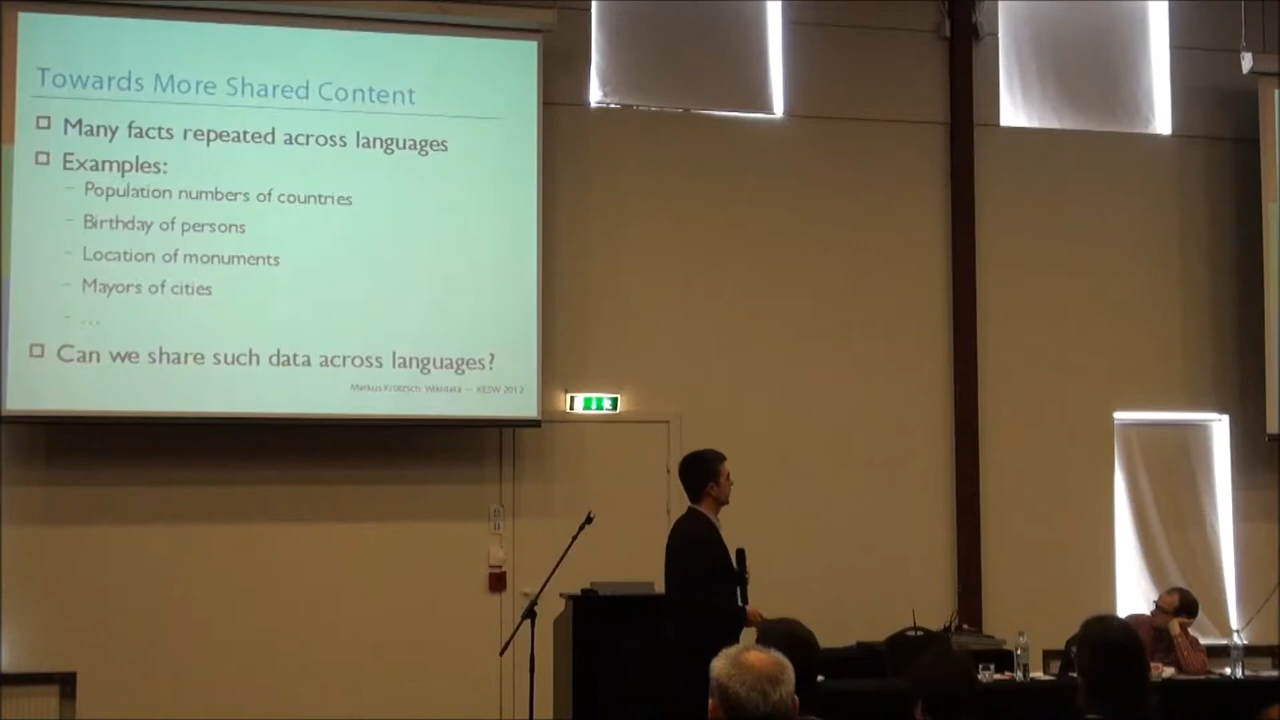 Towards More Shared Content
Many facts repeated across languages
Examples:
– Population numbers of countries
– Birthday of persons
– Location of monuments
– Mayors of cities
– ...
Can we share such data across languages?
Markus Krötzsch: Wikidata — KESW 2013